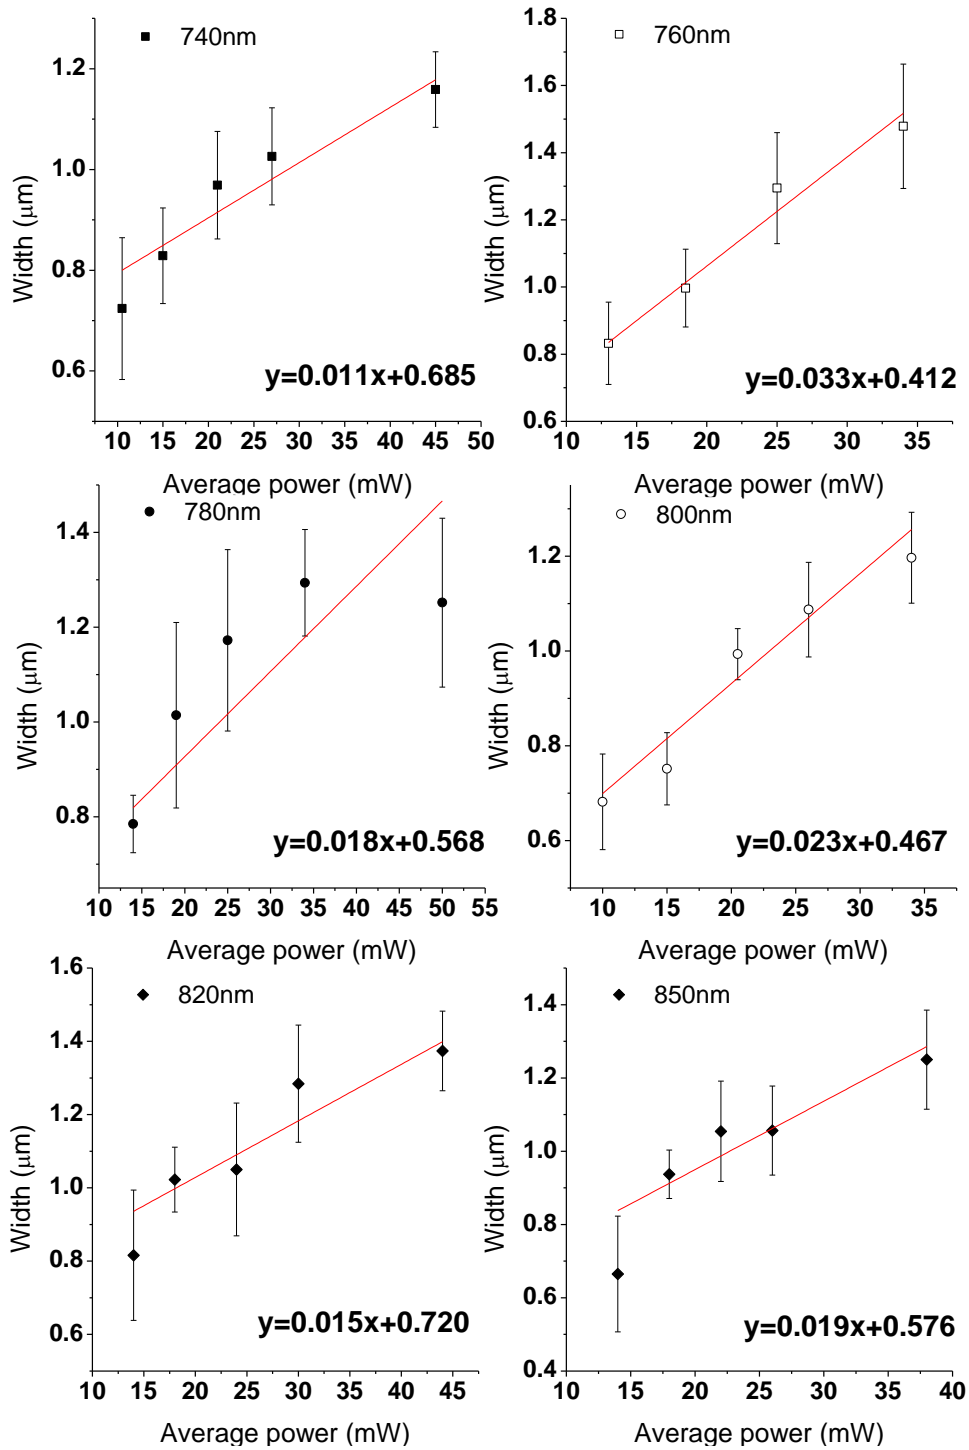 740nm
Width (μm)
1.2
1.0
0.8
0.6
y=0.011x+0.685
10 15 20 25 30 35 40 45 50
Average power (mW)
760nm
Width (μm)
1.8
1.6
1.4
1.2
1.0
0.8
0.6
y=0.033x+0.412
10 15 20 25 30 35
Average power (mW)
780nm
Width (μm)
1.4
1.2
1.0
0.8
y=0.018x+0.568
10 15 20 25 30 35 40 45 50 55
Average power (mW)
800nm
Width (μm)
1.2
1.0
0.8
0.6
y=0.023x+0.467
10 15 20 25 30 35
Average power (mW)
820nm
Width (μm)
1.6
1.4
1.2
1.0
0.8
0.6
y=0.015x+0.720
10 15 20 25 30 35 40 45
Average power (mW)
850nm
Width (μm)
1.4
1.2
1.0
0.8
0.6
0.4
y=0.019x+0.576
10 15 20 25 30 35 40
Average power (mW)